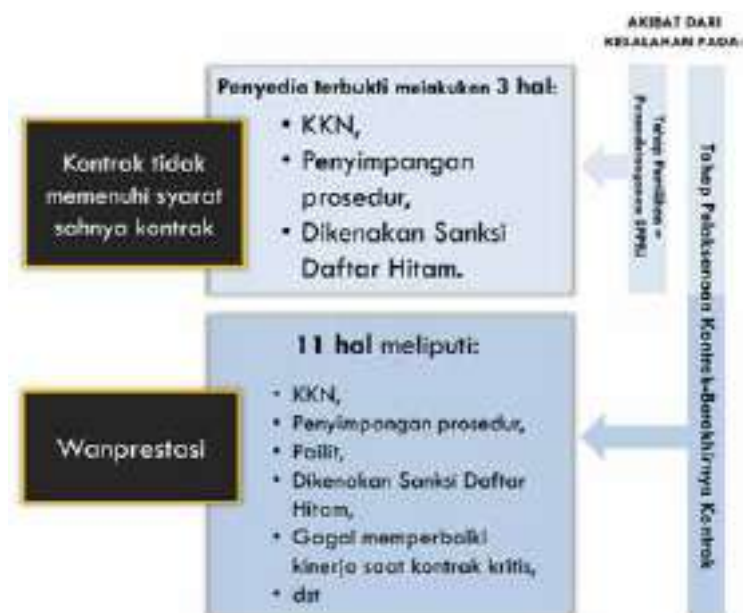 AKIBAT DARI
KESALAHAN PADA:
Penyedia terbukti melakukan 3 hal:
• KKN,
• Penyimpangan
prosedur,
• Dikenakan Sanksi
Daftar Hitam.
Kontrak tidak
memenuhi syarat
sahnya kontrak
Tahap Pemilihan –
Penandatanganan SPPBJ
Tahap Pelaksanaan Kontrak-Berakhirnya Kontrak
11 hal meliputi:
• KKN,
• Penyimpangan prosedur,
• Pailit,
• Dikenakan Sanksi Daftar
Hitam,
• Gagal memperbaiki
kinerja saat kontrak kritis,
• dst
Wanprestasi